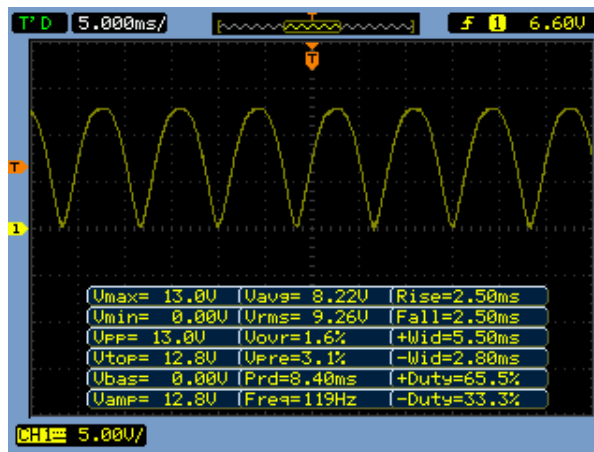 T'D 5.000ms/ T 1 6.60V
T
T
1
Vmax= 13.0V Vavg= 8.22V Rise=2.50ms
Vmin= 0.00V Vrms= 9.26V Fall=2.50ms
Vpp= 13.0V Vovr=1.6% +Wid=5.50ms
Vtop= 12.8V Vpre=3.1% -Wid=2.80ms
Vbas= 0.00V Prd=8.40ms +Duty=65.5%
Vamp= 12.8V Freq=119Hz -Duty=33.3%
CH1 5.00V/